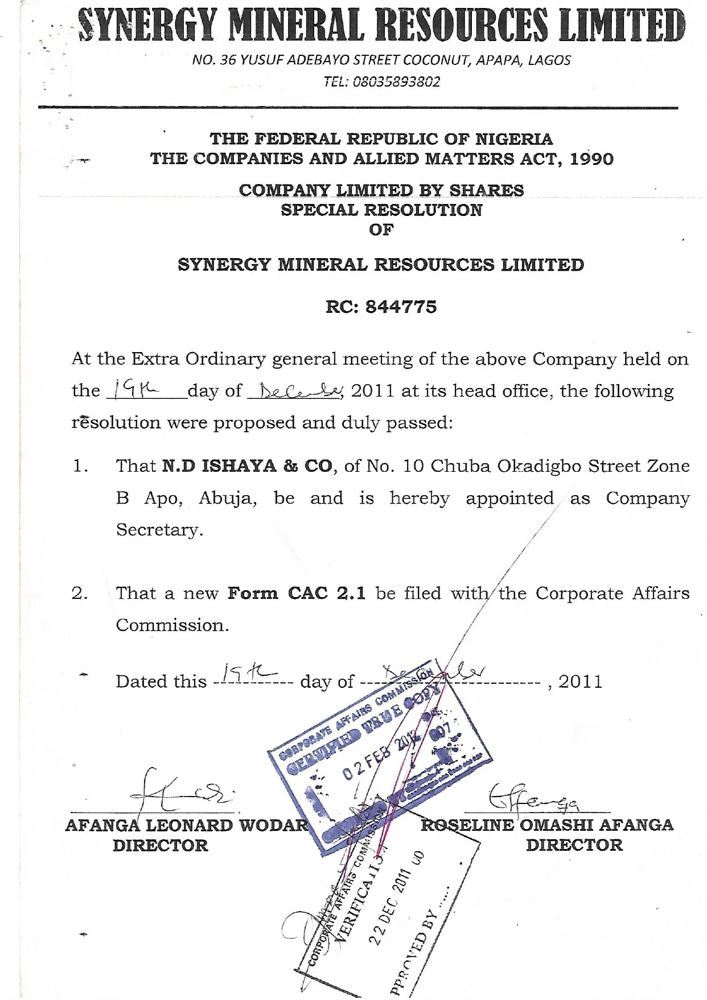 SYNERGY MINERAL RESOURCES LIMITED
NO. 36 YUSUF ADEBAYO STREET COCONUT, APAPA, LAGOS
TEL: 08035893802
THE FEDERAL REPUBLIC OF NIGERIA
THE COMPANIES AND ALLIED MATTERS ACT, 1990
COMPANY LIMITED BY SHARES
SPECIAL RESOLUTION
OF
SYNERGY MINERAL RESOURCES LIMITED
RC: 844775
At the Extra Ordinary general meeting of the above Company held on
the 19th day of December, 2011 at its head office, the following
resolution were proposed and duly passed:
1. That N.D ISHAYA & CO, of No. 10 Chuba Okadigbo Street Zone
B Apo, Abuja, be and is hereby appointed as Company
Secretary.
2. That a new Form CAC 2.1 be filed with the Corporate Affairs
Commission.
Dated this 19th day of December, 2011
CORPORATE AFFAIRS COMMISSION
CERTIFIED TRUE COPY
02 FEB 2012 007
AFANGA LEONARD WODAR
DIRECTOR
ROSELINE OMASHI AFANGA
DIRECTOR
CORPORATE AFFAIRS COMMISSION
22 DEC 2011
PPROVED BY ......